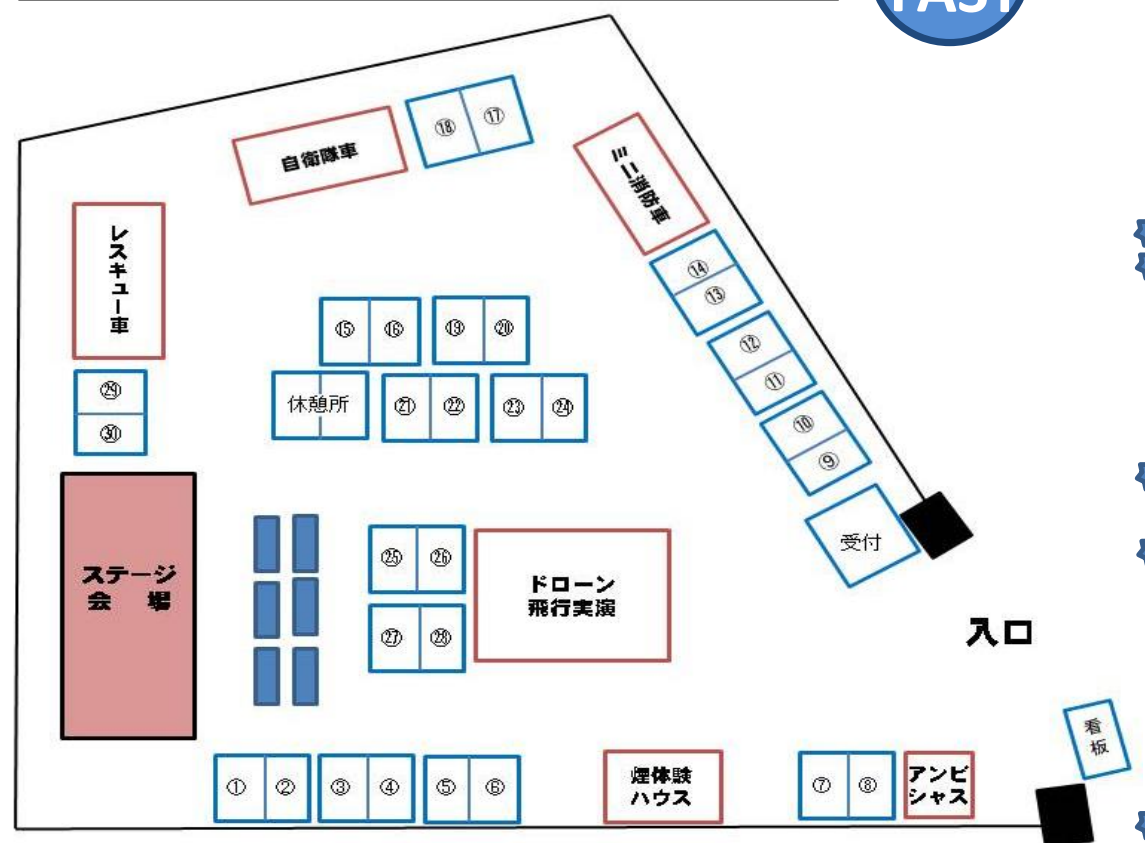 FAST
⑱ ⑰
自衛隊車
ミニ消防車
レスキュー車
⑭
⑬
⑮ ⑯ ⑲ ⑳
⑫
⑪
㉙
㉚
休憩所 ㉑ ㉒ ㉓ ㉔
⑩
⑨
受付
㉕ ㉖
ステージ
会 場
ドローン
飛行実演
㉗ ㉘
入口
看板
① ② ③ ④ ⑤ ⑥
煙体験
ハウス
⑦ ⑧
アンビ
シャス